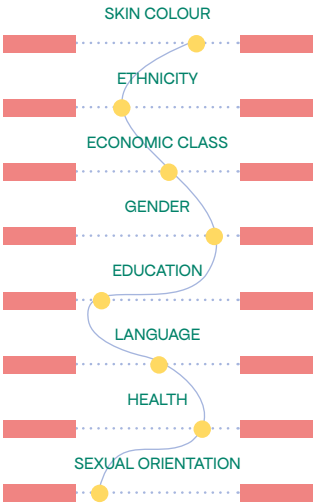 SKIN COLOUR
ETHNICITY
ECONOMIC CLASS
GENDER
EDUCATION
LANGUAGE
HEALTH
SEXUAL ORIENTATION